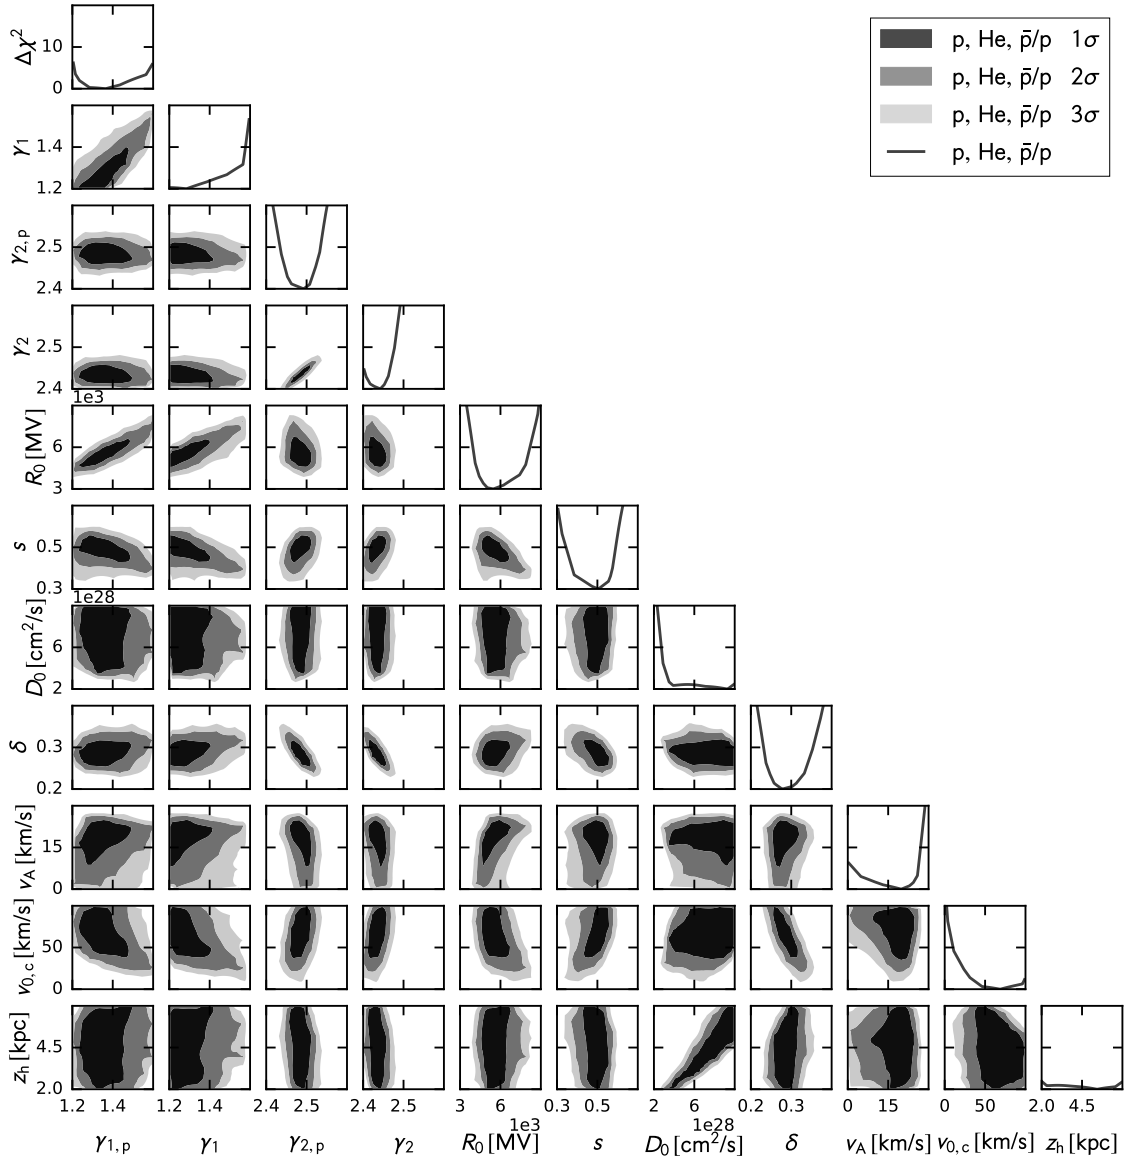 Δχ²
10
0
p, He, p̄/p 1σ
p, He, p̄/p 2σ
p, He, p̄/p 3σ
p, He, p̄/p
γ₁
1.4
1.2
γ₂,ₚ
2.5
2.4
γ₂
2.5
2.4
1e3
R₀ [MV]
6
3
s
0.5
0.3
1e28
D₀ [cm²/s]
6
2
δ
0.3
0.2
v_A [km/s]
15
0
v₀,c [km/s]
50
0
z_h [kpc]
4.5
2.0
1.2 1.4 1.2 1.4 2.4 2.5 2.4 2.5 3 6 0.3 0.5 2 6 0.2 0.3 0 15 0 50 2.0 4.5
1e3 1e28
γ₁,ₚ γ₁ γ₂,ₚ γ₂ R₀ [MV] s D₀ [cm²/s] δ v_A [km/s] v₀,c [km/s] z_h [kpc]